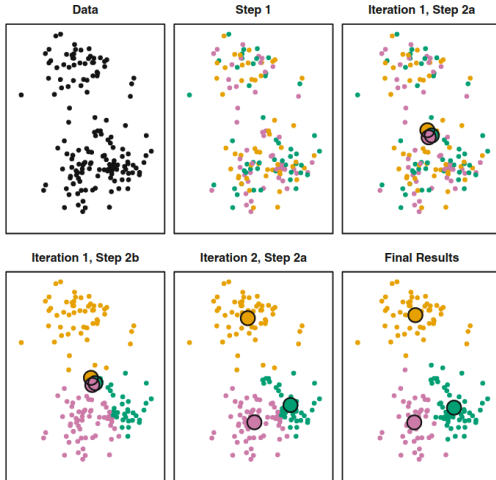 Data
Step 1
Iteration 1, Step 2a
Iteration 1, Step 2b
Iteration 2, Step 2a
Final Results